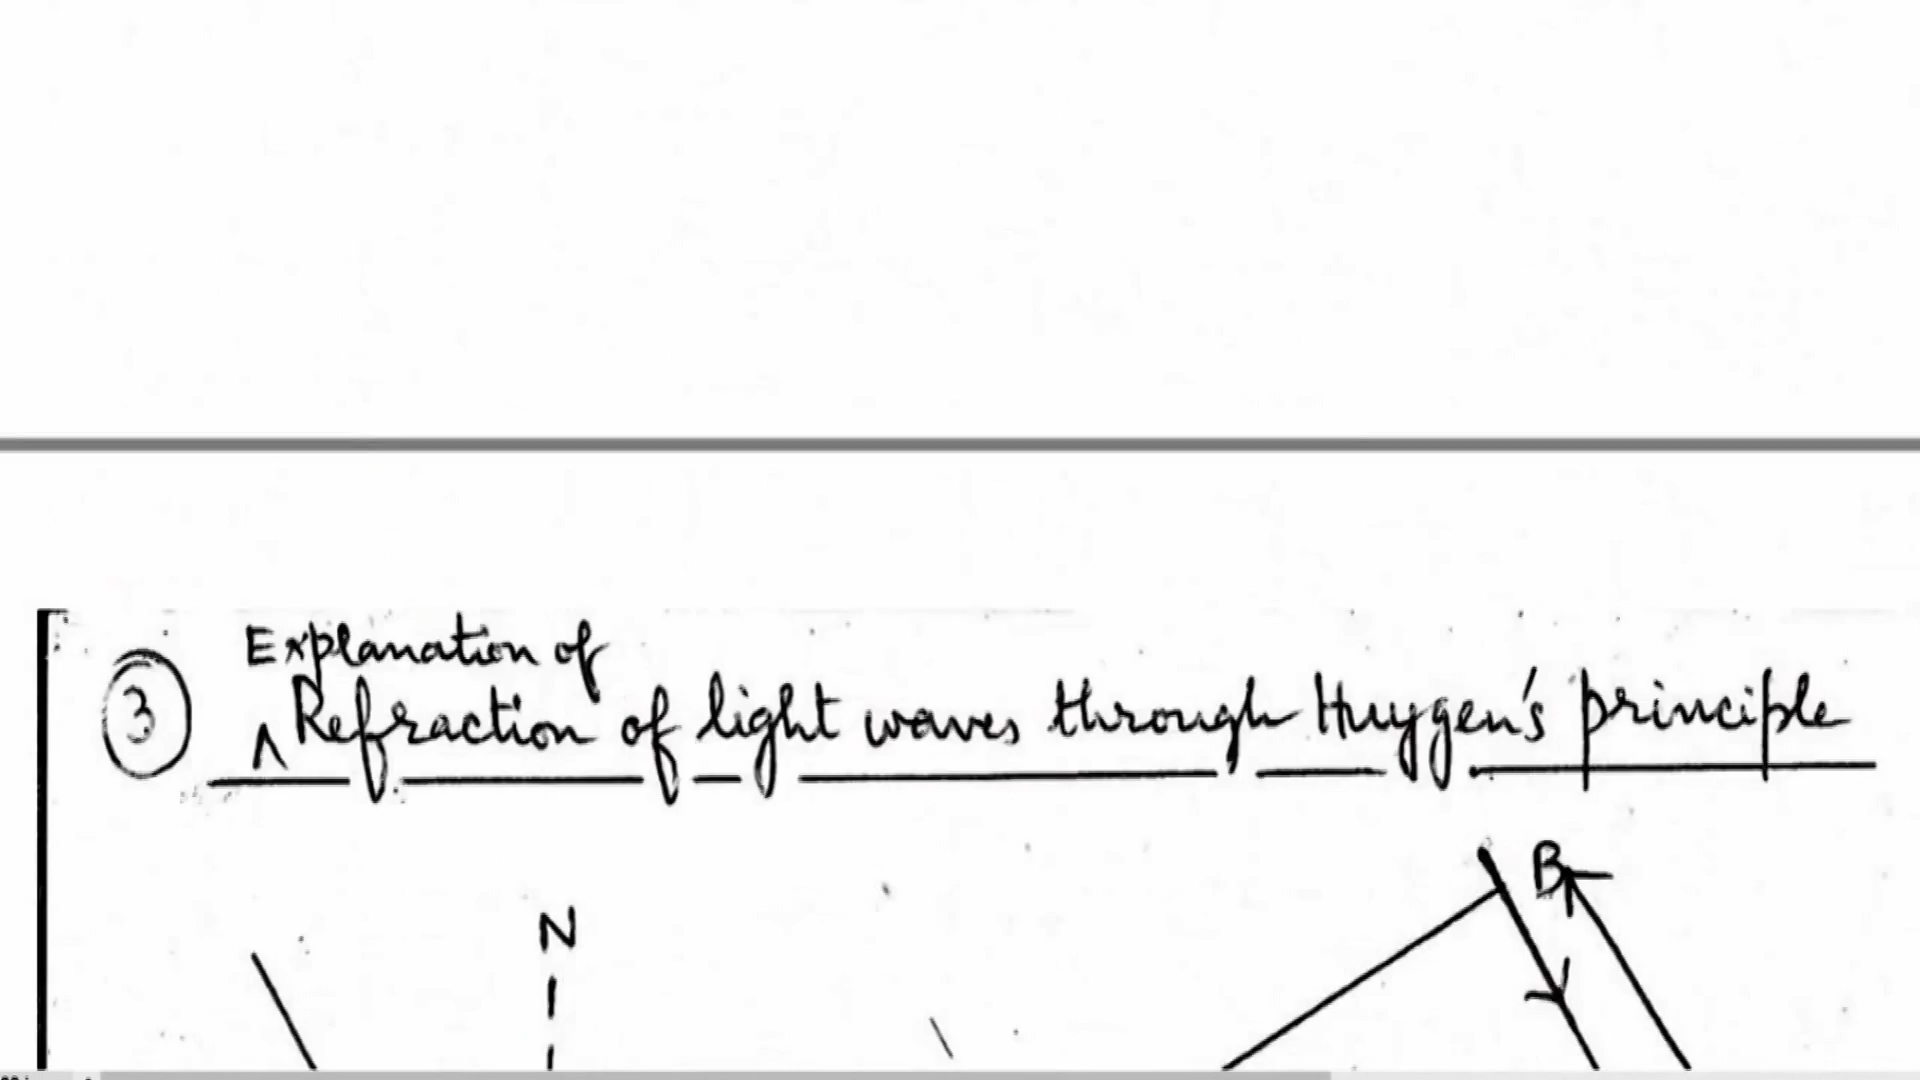 Explanation of
③ ^ Refraction of light waves through Huygen's principle
B
N